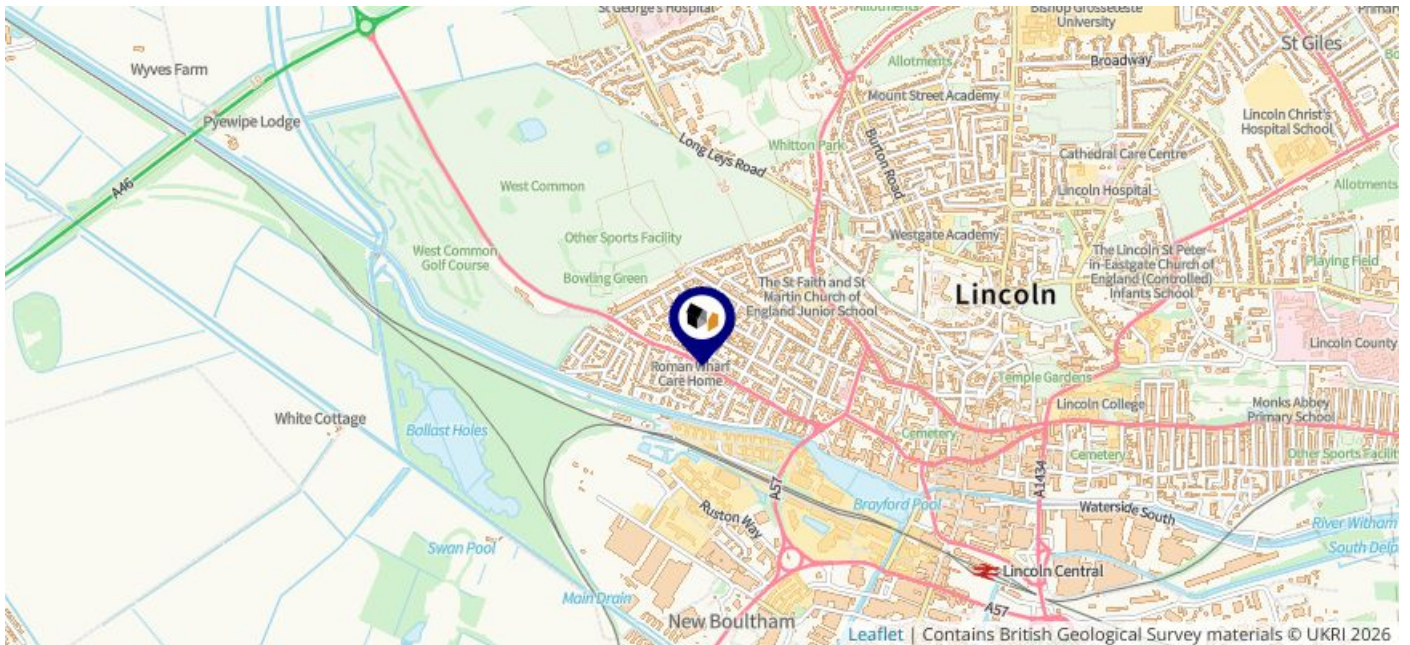 St George's Hospital
Allotments
Bishop Grosseteste
University
St Giles
Wyves Farm
Broadway
Allotments
Mount Street Academy
Lincoln Christ's
Hospital School
Pyewipe Lodge
Long Leys Road
Whitton Park
Burton Road
Cathedral Care Centre
A46
West Common
Lincoln Hospital
Allotments
Other Sports Facility
Westgate Academy
West Common
Golf Course
The Lincoln St Peter-
in-Eastgate Church of
England (Controlled)
Infants School
Playing Field
Bowling Green
The St Faith and St
Martin Church of
England Junior School
Lincoln
Lincoln County
Roman Wharf
Care Home
Temple Gardens
White Cottage
Ballast Holes
Lincoln College
Monks Abbey
Primary School
Cemetery
Cemetery
Other Sports Facility
A57
A1434
Brayford Pool
Waterside South
Ruston Way
River Witham
South Delph
Swan Pool
Lincoln Central
Main Drain
A57
New Boultham
Leaflet | Contains British Geological Survey materials © UKRI 2026